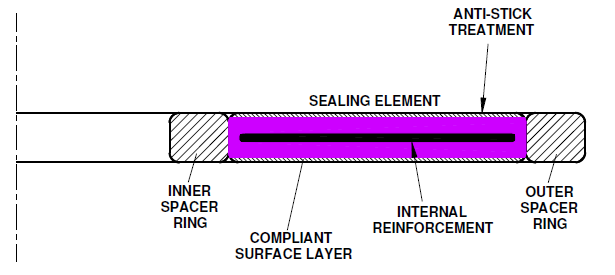 ANTI-STICK
TREATMENT
SEALING ELEMENT
INNER
SPACER
RING
COMPLIANT
SURFACE LAYER
INTERNAL
REINFORCEMENT
OUTER
SPACER
RING